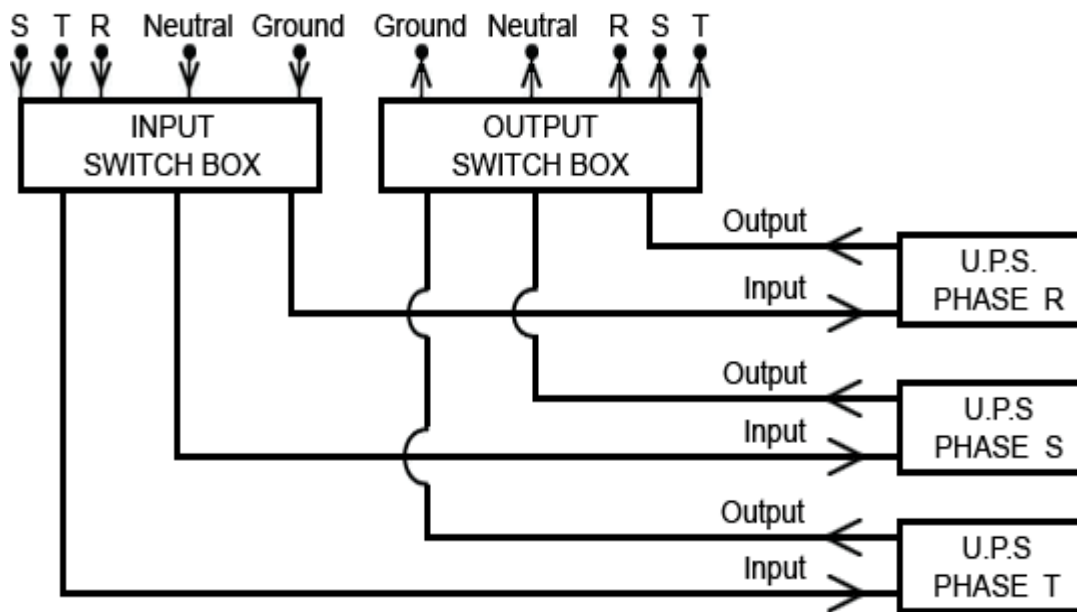 S T R Neutral Ground Ground Neutral R S T
INPUT
SWITCH BOX
OUTPUT
SWITCH BOX
Output
Input
U.P.S.
PHASE R
Output
Input
U.P.S
PHASE S
Output
Input
U.P.S
PHASE T